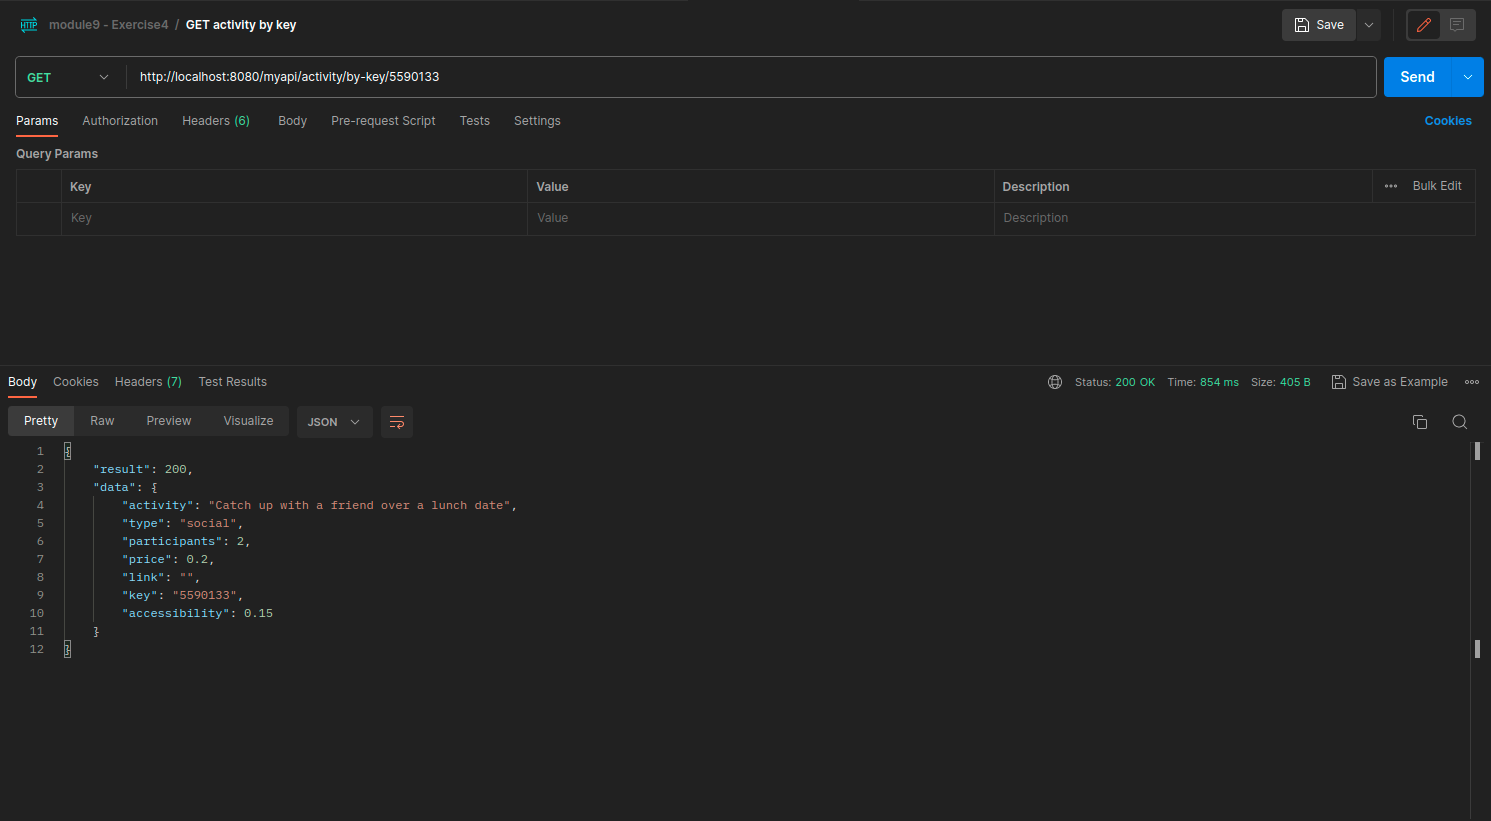 HTTP module9 - Exercise4 / GET activity by key Save
GET http://localhost:8080/myapi/activity/by-key/5590133 Send
Params Authorization Headers (6) Body Pre-request Script Tests Settings Cookies
Query Params
Key Value Description ••• Bulk Edit
Key Value Description
Body Cookies Headers (7) Test Results Status: 200 OK Time: 854 ms Size: 405 B Save as Example •••
Pretty Raw Preview Visualize JSON
1 {
2 "result": 200,
3 "data": {
4 "activity": "Catch up with a friend over a lunch date",
5 "type": "social",
6 "participants": 2,
7 "price": 0.2,
8 "link": "",
9 "key": "5590133",
10 "accessibility": 0.15
11 }
12 }